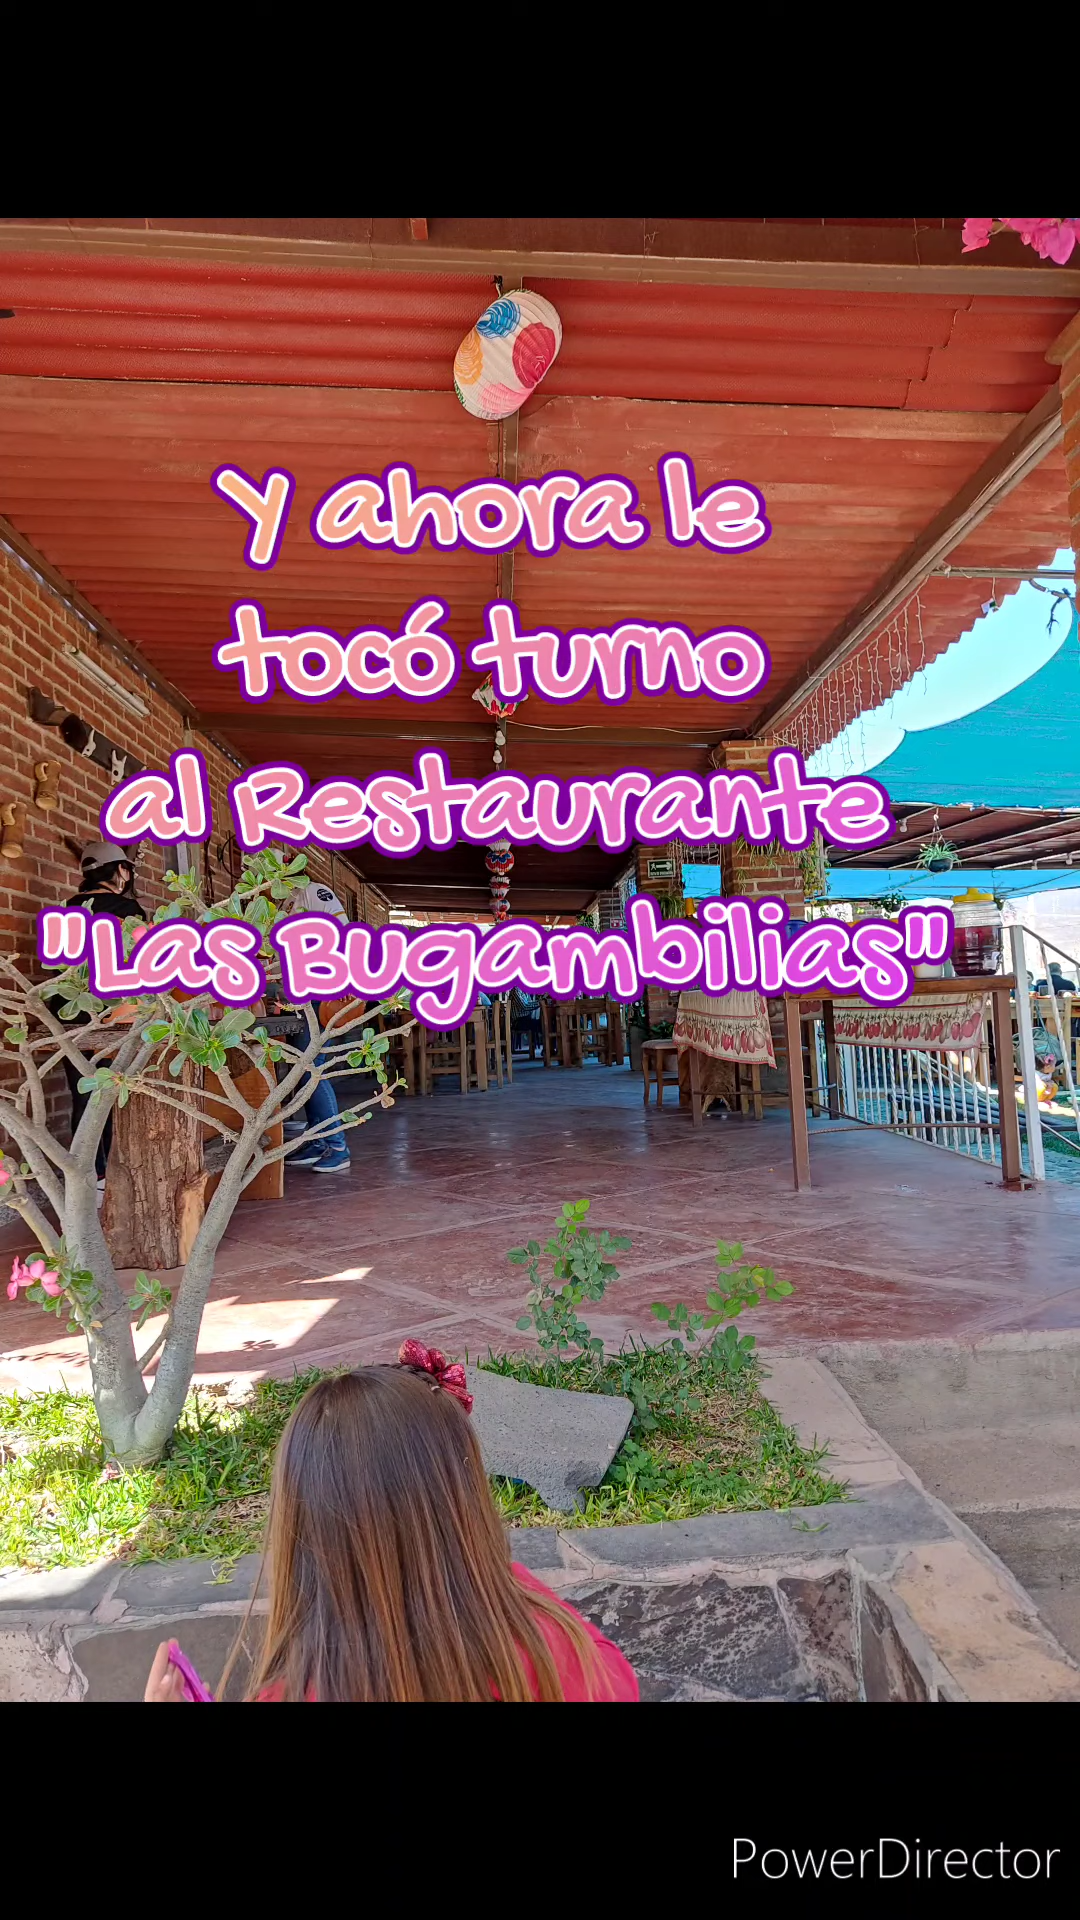 Y ahora le
tocó turno
al Restaurante
"Las Bugambilias"
PowerDirector